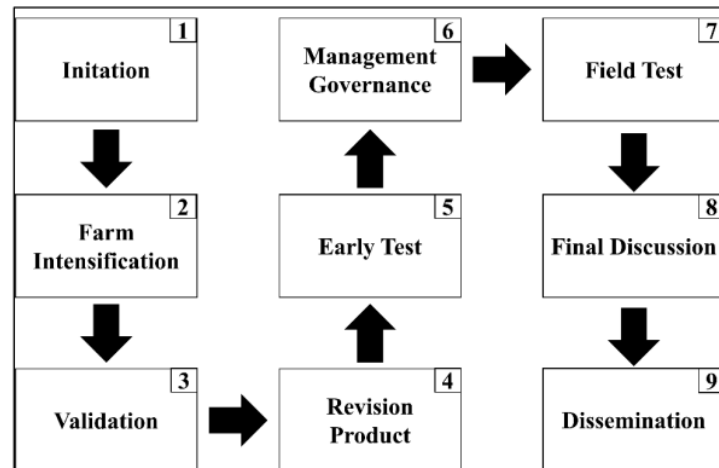 1
Initation
2
Farm
Intensification
3
Validation
4
Revision
Product
5
Early Test
6
Management
Governance
7
Field Test
8
Final Discussion
9
Dissemination